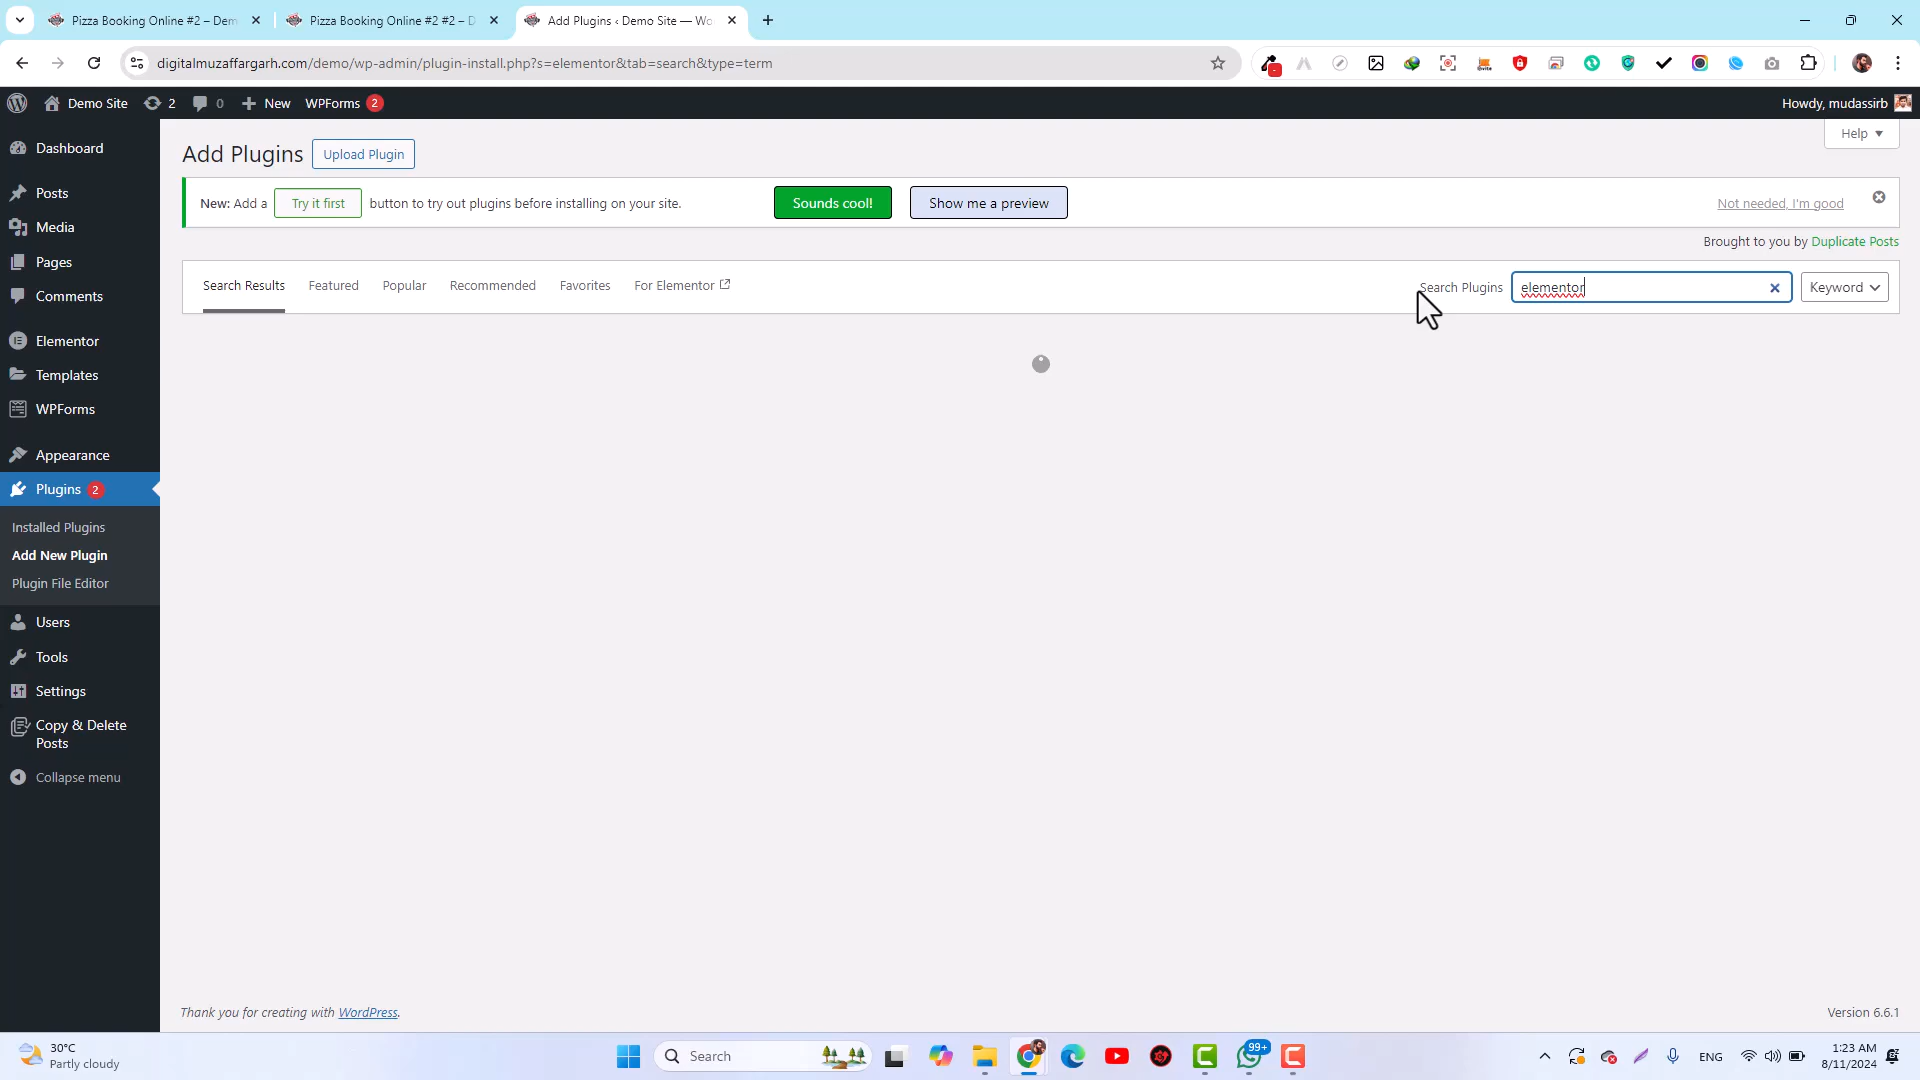 Pizza Booking Online #2 – Dem
Pizza Booking Online #2 #2 – D
Add Plugins ‹ Demo Site — Wo
digitalmuzaffargarh.com/demo/wp-admin/plugin-install.php?s=elementor&tab=search&type=term
Demo Site
2
0
New
WPForms 2
Howdy, mudassirb
Help
Dashboard
Posts
Media
Pages
Comments
Elementor
Templates
WPForms
Appearance
Plugins 2
Installed Plugins
Add New Plugin
Plugin File Editor
Users
Tools
Settings
Copy & Delete
Posts
Collapse menu
Add Plugins Upload Plugin
New: Add a Try it first button to try out plugins before installing on your site. Sounds cool! Show me a preview Not needed, I'm good
Brought to you by Duplicate Posts
Search Results Featured Popular Recommended Favorites For Elementor Search Plugins elementor Keyword
Thank you for creating with WordPress. Version 6.6.1
30°C
Partly cloudy
Search
99+
ENG
1:23 AM
8/11/2024